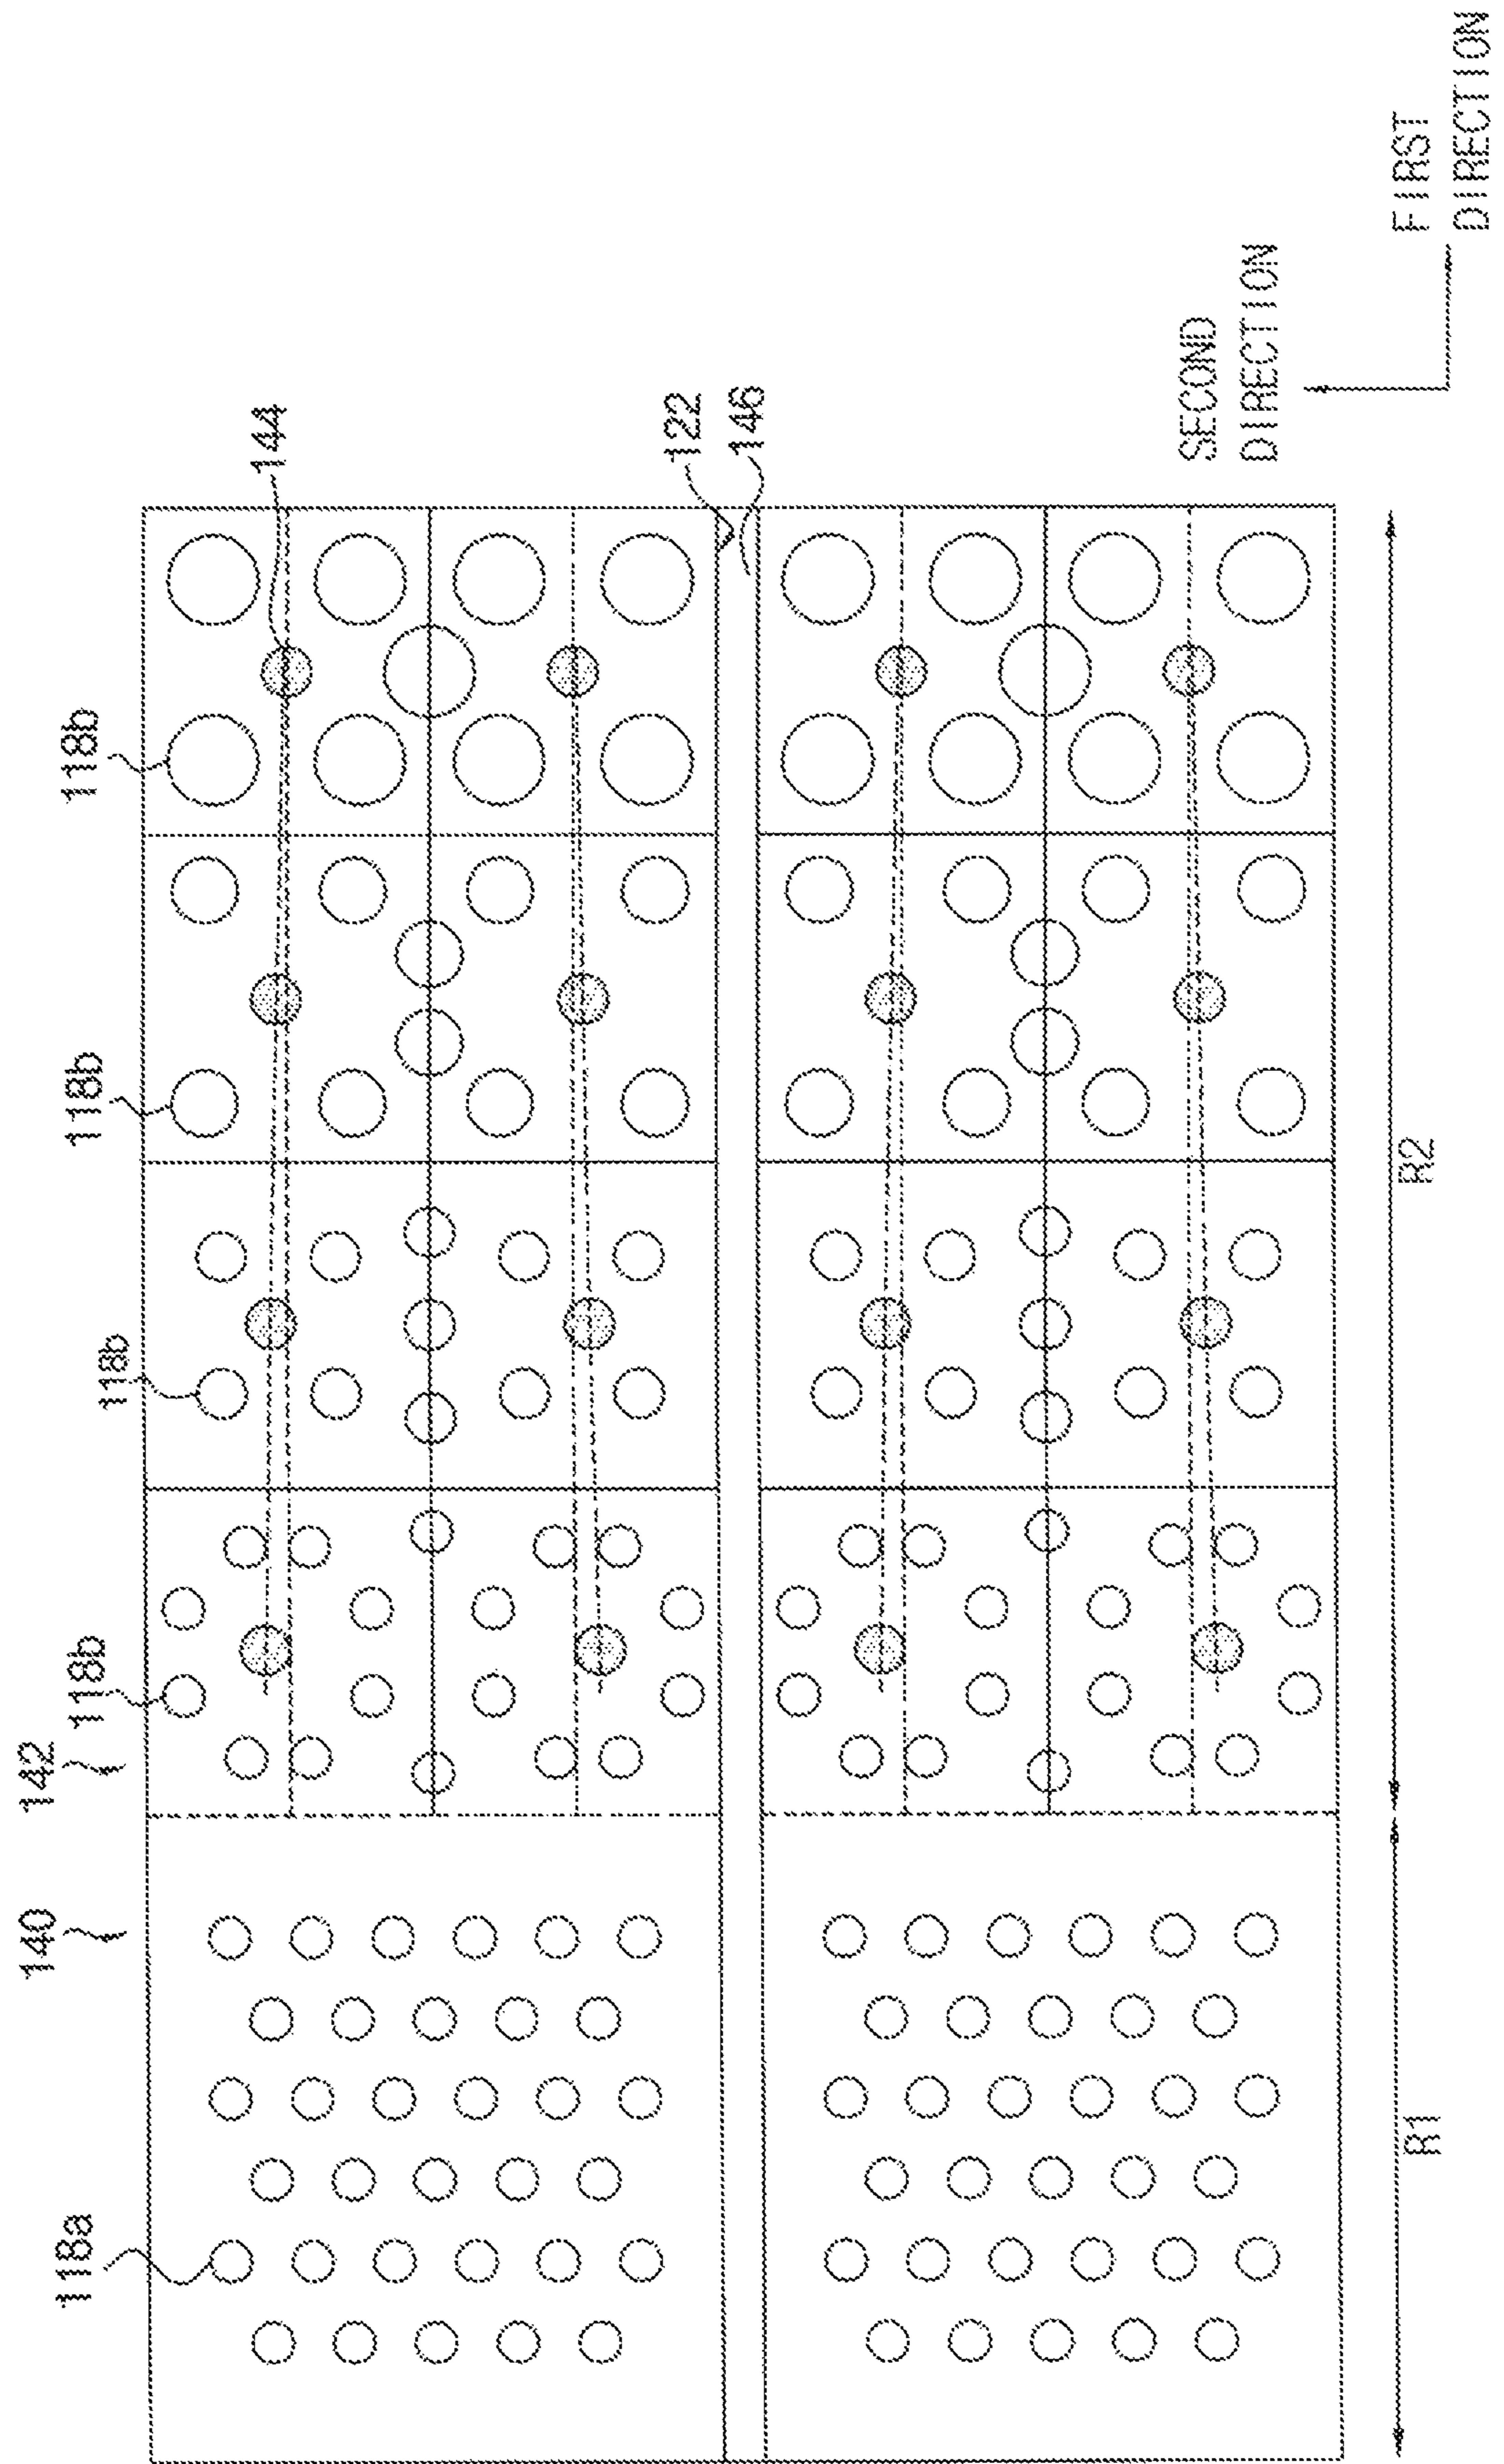 118b
144
118b
122
146
118b
118b
142
140
118a
R2
R1
SECOND
DIRECTION
FIRST
DIRECTION